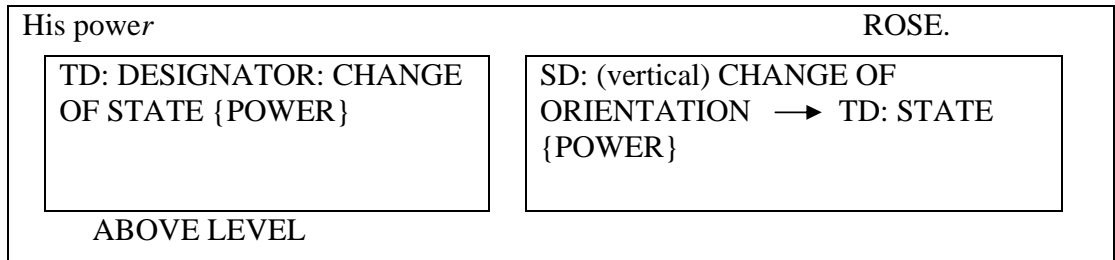 His power ROSE.
TD: DESIGNATOR: CHANGE
OF STATE {POWER}
SD: (vertical) CHANGE OF
ORIENTATION → TD: STATE
{POWER}
ABOVE LEVEL